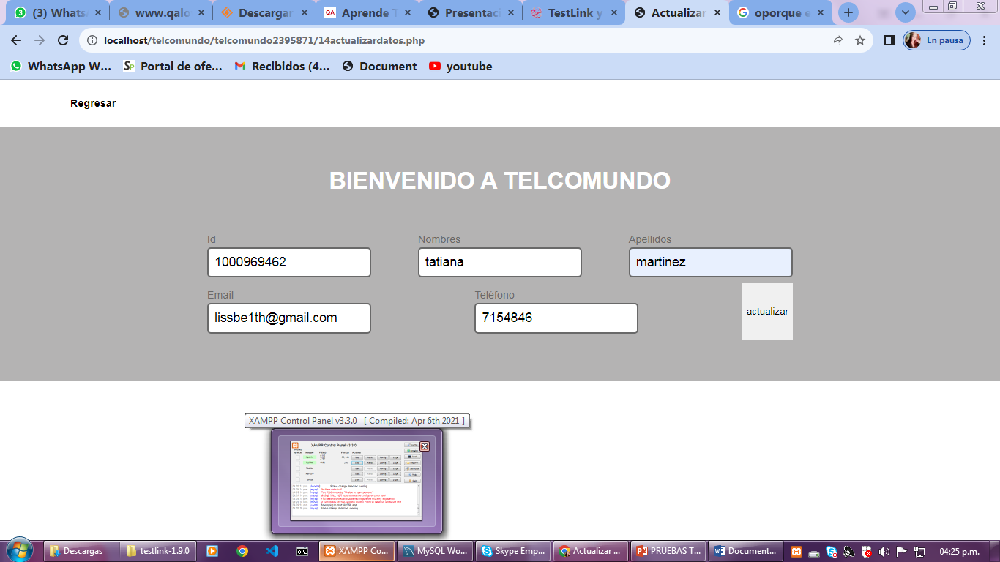 (3) Whats
www.qalo
Descargar
QA Aprende T
Presentaci
TestLink y
Actualizar
oporque e
localhost/telcomundo/telcomundo2395871/14actualizardatos.php
En pausa
WhatsApp W...
Portal de ofe...
Recibidos (4...
Document
youtube
Regresar
BIENVENIDO A TELCOMUNDO
Id
Nombres
Apellidos
1000969462
tatiana
martinez
Email
Teléfono
lissbe1th@gmail.com
7154846
actualizar
XAMPP Control Panel v3.3.0 [ Compiled: Apr 6th 2021 ]
XAMPP Control Panel v3.3.0
Descargas
testlink-1.9.0
XAMPP Co...
MySQL Wo...
Skype Emp...
Actualizar ...
PRUEBAS T...
Document...
04:25 p.m.